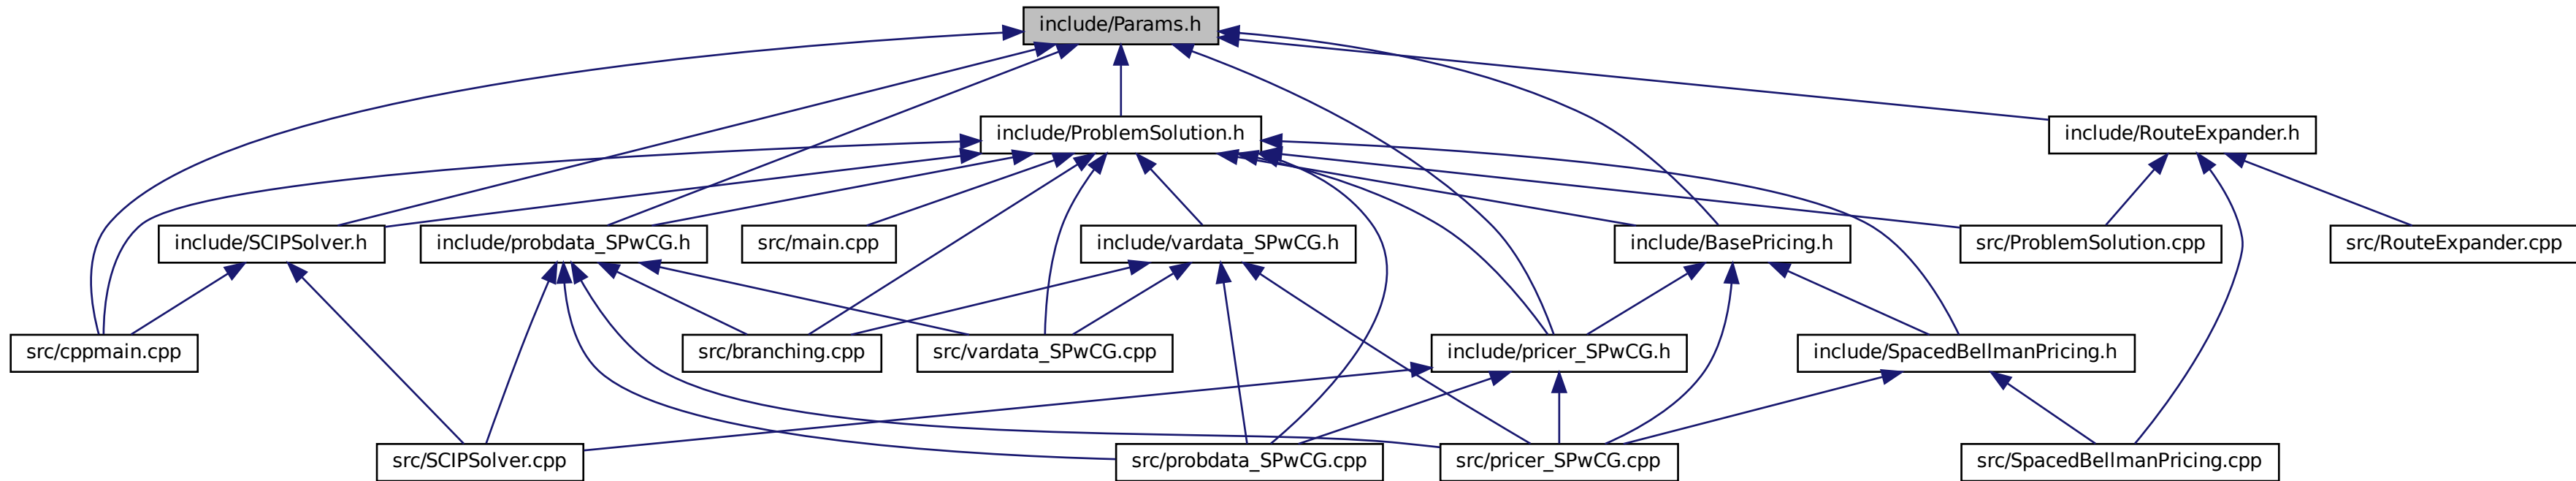 include/Params.h
include/ProblemSolution.h
include/RouteExpander.h
include/SCIPSolver.h
include/probdata_SPwCG.h
src/main.cpp
include/vardata_SPwCG.h
include/BasePricing.h
src/ProblemSolution.cpp
src/RouteExpander.cpp
src/cppmain.cpp
src/branching.cpp
src/vardata_SPwCG.cpp
include/pricer_SPwCG.h
include/SpacedBellmanPricing.h
src/SCIPSolver.cpp
src/probdata_SPwCG.cpp
src/pricer_SPwCG.cpp
src/SpacedBellmanPricing.cpp